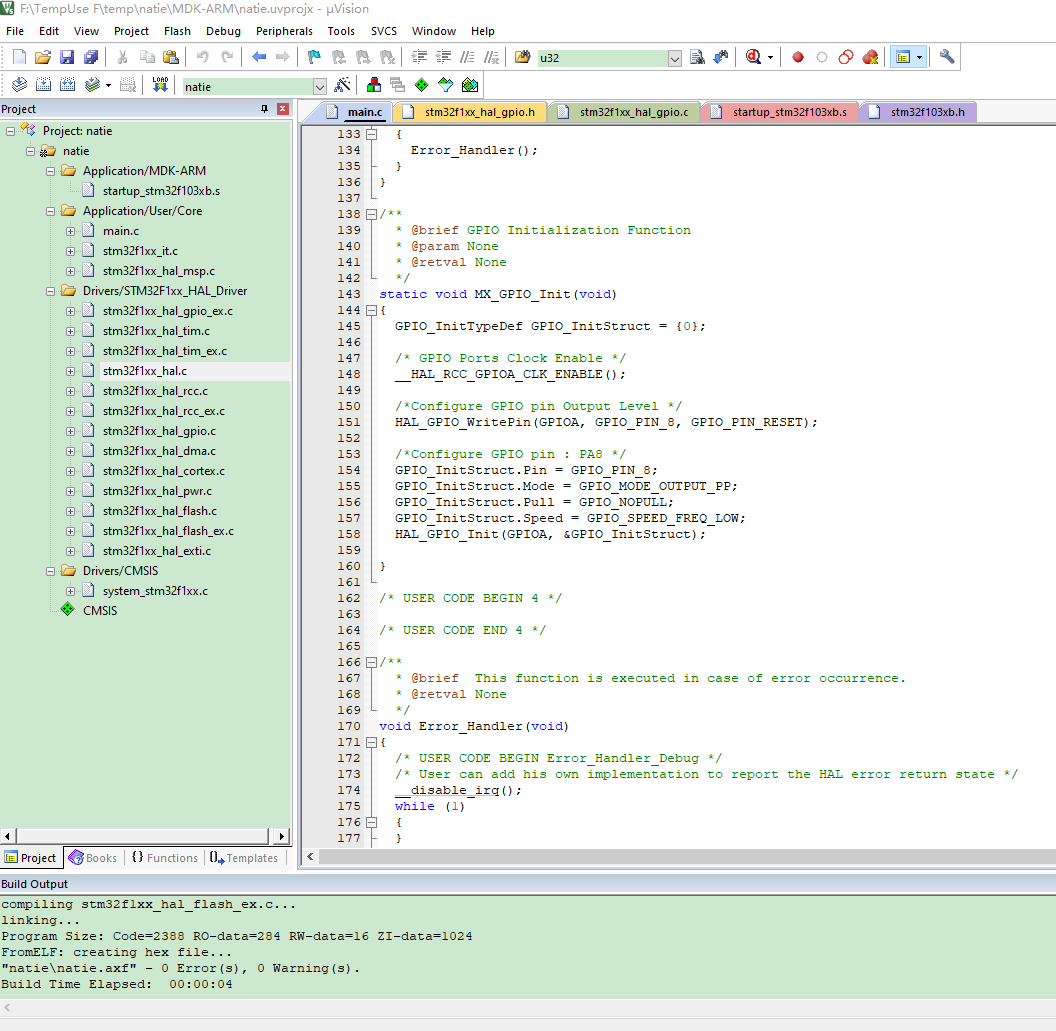 F:\TempUse F\temp\natie\MDK-ARM\natie.uvprojx - µVision
File Edit View Project Flash Debug Peripherals Tools SVCS Window Help
u32
LOAD
natie
Project
main.c stm32f1xx_hal_gpio.h stm32f1xx_hal_gpio.c startup_stm32f103xb.s stm32f103xb.h
Project: natie
natie
Application/MDK-ARM
startup_stm32f103xb.s
Application/User/Core
main.c
stm32f1xx_it.c
stm32f1xx_hal_msp.c
Drivers/STM32F1xx_HAL_Driver
stm32f1xx_hal_gpio_ex.c
stm32f1xx_hal_tim.c
stm32f1xx_hal_tim_ex.c
stm32f1xx_hal.c
stm32f1xx_hal_rcc.c
stm32f1xx_hal_rcc_ex.c
stm32f1xx_hal_gpio.c
stm32f1xx_hal_dma.c
stm32f1xx_hal_cortex.c
stm32f1xx_hal_pwr.c
stm32f1xx_hal_flash.c
stm32f1xx_hal_flash_ex.c
stm32f1xx_hal_exti.c
Drivers/CMSIS
system_stm32f1xx.c
CMSIS
Project Books {} Functions Templates
133 {
134 Error_Handler();
135 }
136 }
137
138 /**
139 * @brief GPIO Initialization Function
140 * @param None
141 * @retval None
142 */
143 static void MX_GPIO_Init(void)
144 {
145 GPIO_InitTypeDef GPIO_InitStruct = {0};
146
147 /* GPIO Ports Clock Enable */
148 __HAL_RCC_GPIOA_CLK_ENABLE();
149
150 /*Configure GPIO pin Output Level */
151 HAL_GPIO_WritePin(GPIOA, GPIO_PIN_8, GPIO_PIN_RESET);
152
153 /*Configure GPIO pin : PA8 */
154 GPIO_InitStruct.Pin = GPIO_PIN_8;
155 GPIO_InitStruct.Mode = GPIO_MODE_OUTPUT_PP;
156 GPIO_InitStruct.Pull = GPIO_NOPULL;
157 GPIO_InitStruct.Speed = GPIO_SPEED_FREQ_LOW;
158 HAL_GPIO_Init(GPIOA, &GPIO_InitStruct);
159
160 }
161
162 /* USER CODE BEGIN 4 */
163
164 /* USER CODE END 4 */
165
166 /**
167 * @brief  This function is executed in case of error occurrence.
168 * @retval None
169 */
170 void Error_Handler(void)
171 {
172 /* USER CODE BEGIN Error_Handler_Debug */
173 /* User can add his own implementation to report the HAL error return state */
174 __disable_irq();
175 while (1)
176 {
177 }
Build Output
compiling stm32f1xx_hal_flash_ex.c...
linking...
Program Size: Code=2388 RO-data=284 RW-data=16 ZI-data=1024
FromELF: creating hex file...
"natie\natie.axf" - 0 Error(s), 0 Warning(s).
Build Time Elapsed:  00:00:04